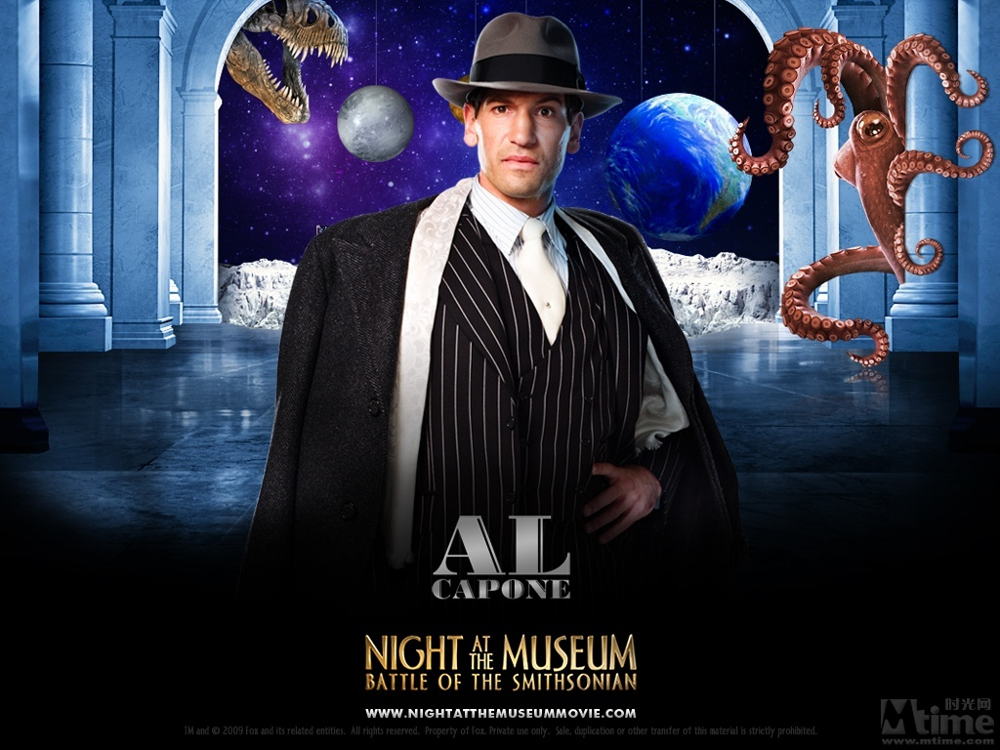 AL
CAPONE
NIGHT AT THE MUSEUM
BATTLE OF THE SMITHSONIAN
WWW.NIGHTATTHEMUSEUMMOVIE.COM
TM and © 2009 Fox and its related entities. All rights reserved. Property of Fox. Private use only. Sale, duplication or other transfer of this material is strictly prohibited.
Mtime 时光网
www.mtime.com